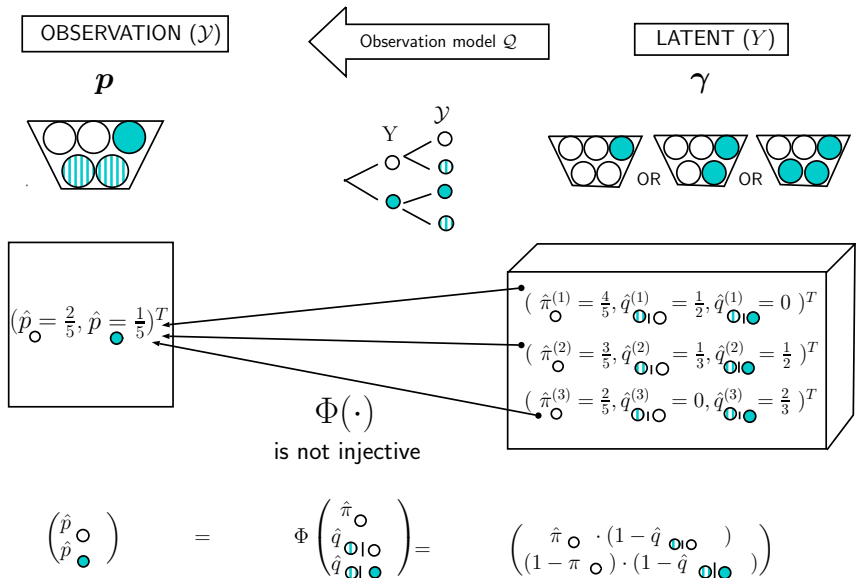 OBSERVATION (𝒴)
Observation model 𝒬
LATENT (Y)
p
γ
Y
𝒴
OR
OR
(p̂ = 2/5, p̂ = 1/5)^T
( π̂^(1) = 4/5, q̂^(1) | = 1/2, q̂^(1) | = 0 )^T
( π̂^(2) = 3/5, q̂^(2) | = 1/3, q̂^(2) | = 1/2 )^T
( π̂^(3) = 2/5, q̂^(3) | = 0, q̂^(3) | = 2/3 )^T
Φ(·)
is not injective
(p̂
p̂)
=
Φ
(π̂
q̂ |
q̂ |)
=
(π̂ · (1 − q̂ | )
(1 − π ) · (1 − q̂ | ))